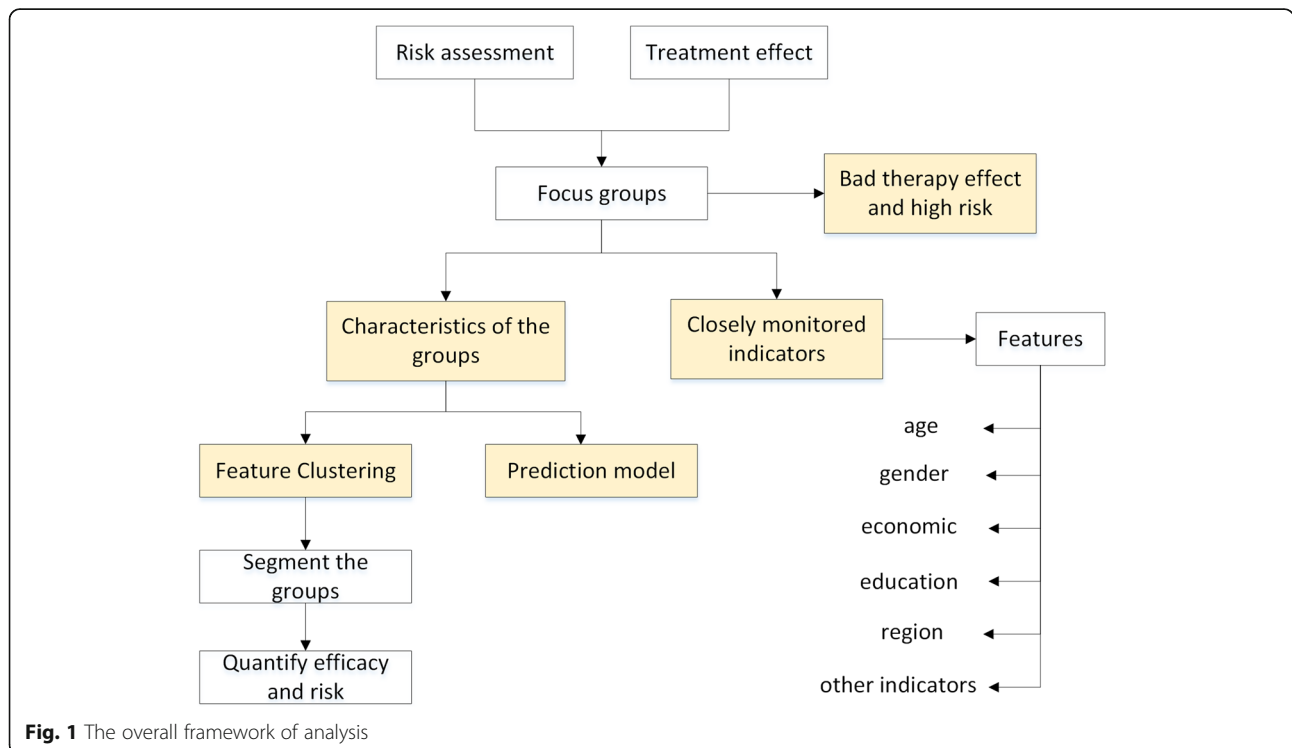 Risk assessment
Treatment effect
Focus groups
Bad therapy effect
and high risk
Characteristics of the
groups
Closely monitored
indicators
Features
Feature Clustering
Prediction model
Segment the
groups
Quantify efficacy
and risk
age
gender
economic
education
region
other indicators
Fig. 1 The overall framework of analysis